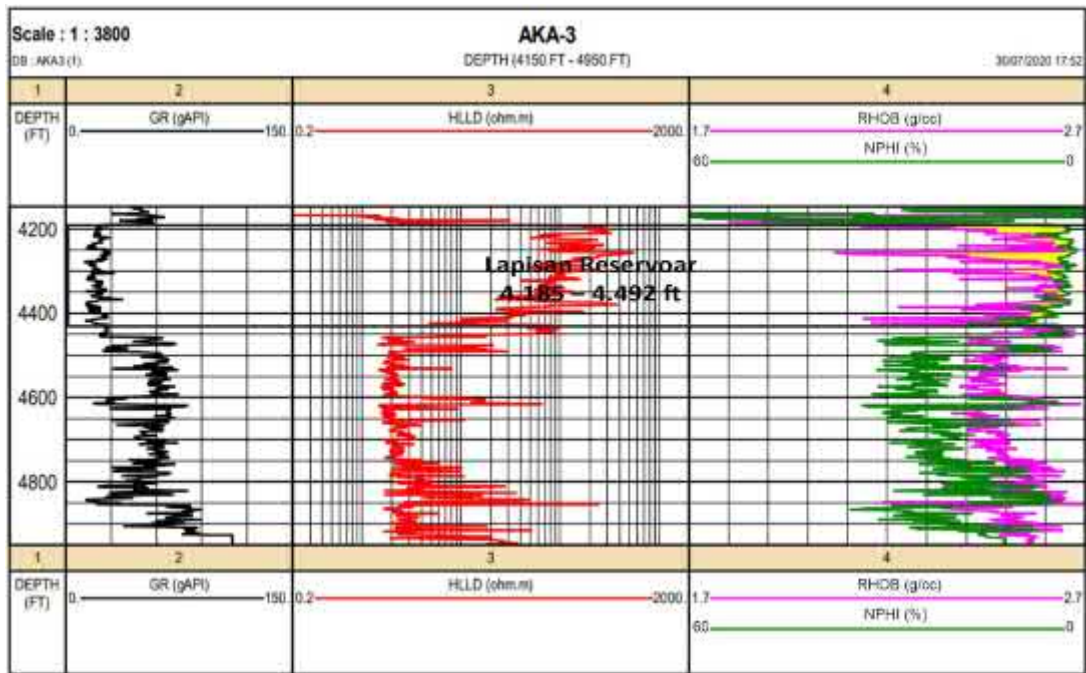 Scale : 1 : 3800
AKA-3
DB : AKA3 (1)
DEPTH (4150 FT - 4950 FT)
30/07/2020 17:52
1 2 3 4
DEPTH (FT)
0. GR (gAPI) 150.
0.2 HLLD (ohm.m) 2000.
1.7 RHOB (g/cc) 2.7
60 NPHI (%) 0
4200
Lapisan Reservoar
4.185 – 4.492 ft
4400
4600
4800
1 2 3 4
DEPTH (FT)
0. GR (gAPI) 150.
0.2 HLLD (ohm.m) 2000.
1.7 RHOB (g/cc) 2.7
60 NPHI (%) 0